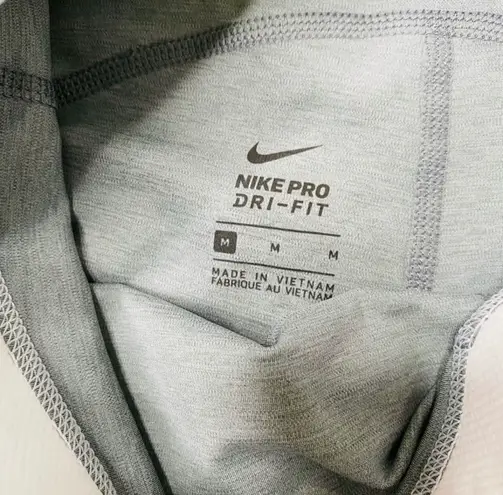 NIKE PRO
DRI-FIT
M M M
MADE IN VIETNAM
FABRIQUE AU VIETNAM